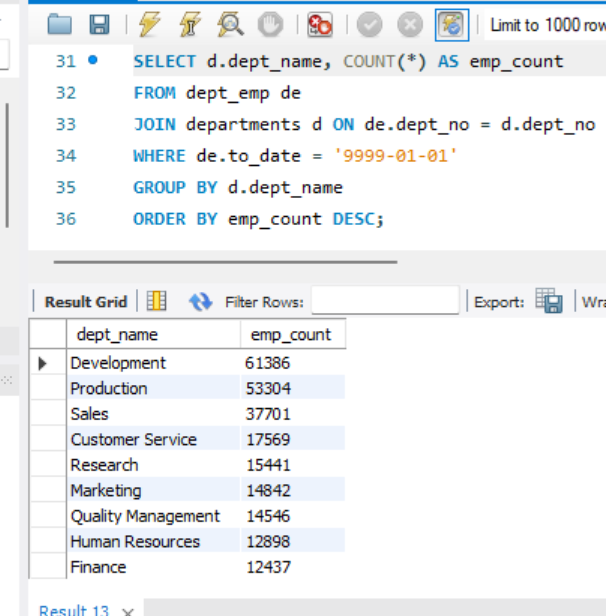 Limit to 1000 row
31 SELECT d.dept_name, COUNT(*) AS emp_count
32 FROM dept_emp de
33 JOIN departments d ON de.dept_no = d.dept_no
34 WHERE de.to_date = '9999-01-01'
35 GROUP BY d.dept_name
36 ORDER BY emp_count DESC;
Result Grid Filter Rows: Export: Wra
dept_name emp_count
Development 61386
Production 53304
Sales 37701
Customer Service 17569
Research 15441
Marketing 14842
Quality Management 14546
Human Resources 12898
Finance 12437
Result 13 ×